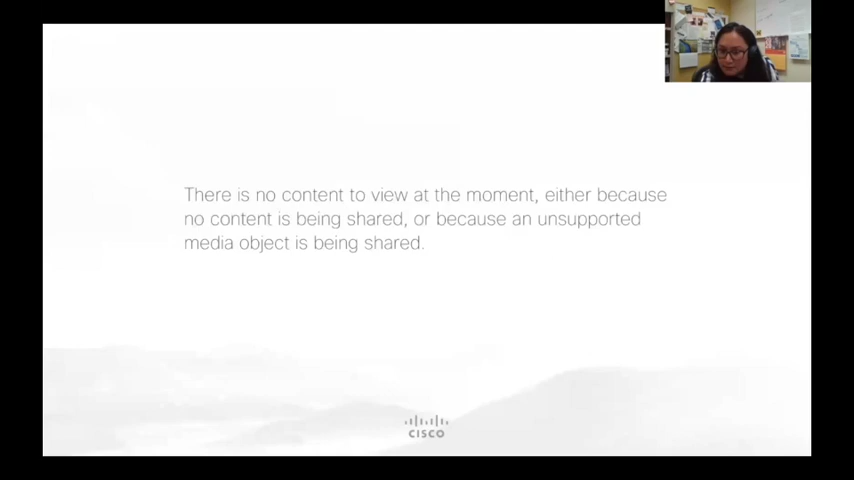 There is no content to view at the moment, either because
no content is being shared, or because an unsupported
media object is being shared.
CISCO